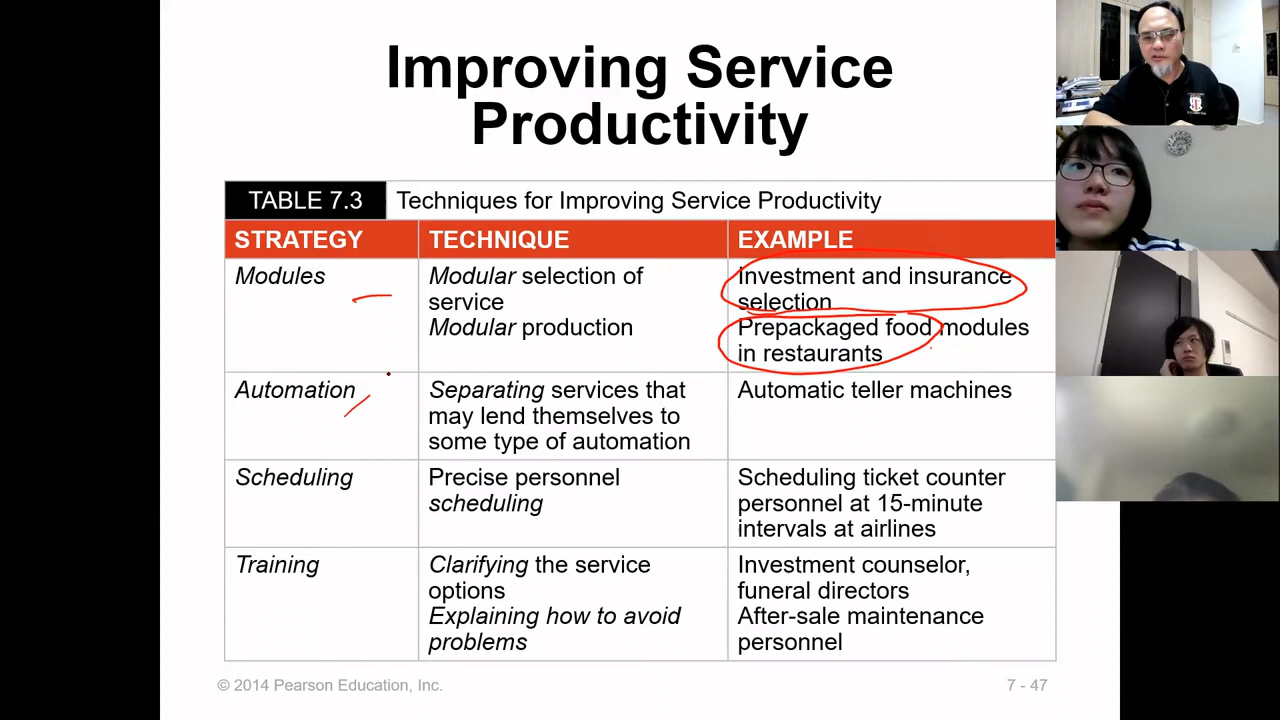 Improving Service
Productivity
TABLE 7.3 Techniques for Improving Service Productivity
STRATEGY TECHNIQUE EXAMPLE
Modules Modular selection of service Investment and insurance selection
Modular production Prepackaged food modules in restaurants
Automation Separating services that may lend themselves to some type of automation Automatic teller machines
Scheduling Precise personnel scheduling Scheduling ticket counter personnel at 15-minute intervals at airlines
Training Clarifying the service options Investment counselor, funeral directors
Explaining how to avoid problems After-sale maintenance personnel
© 2014 Pearson Education, Inc. 7 - 47